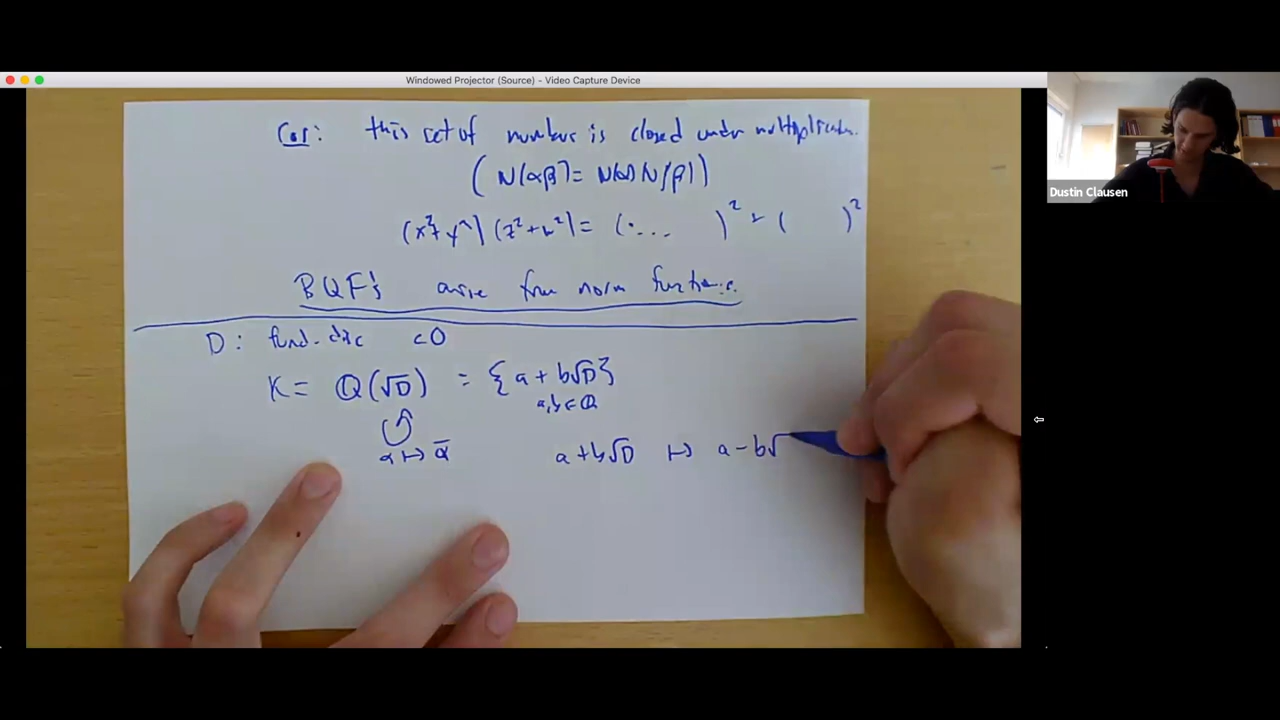 Windowed Projector (Source) - Video Capture Device
Cor: this set of numbers is closed under multiplication.
(N(αβ) = N(α) N(β))
(x²+y²)(z²+w²) = (·... )² + ( )²
BQF's arise from norm functions.
D: fund. disc <0
K = ℚ(√D) = {a + b√D}
a,b ∈ ℚ
α ↦ ᾱ a + b√D ↦ a - b√
Dustin Clausen